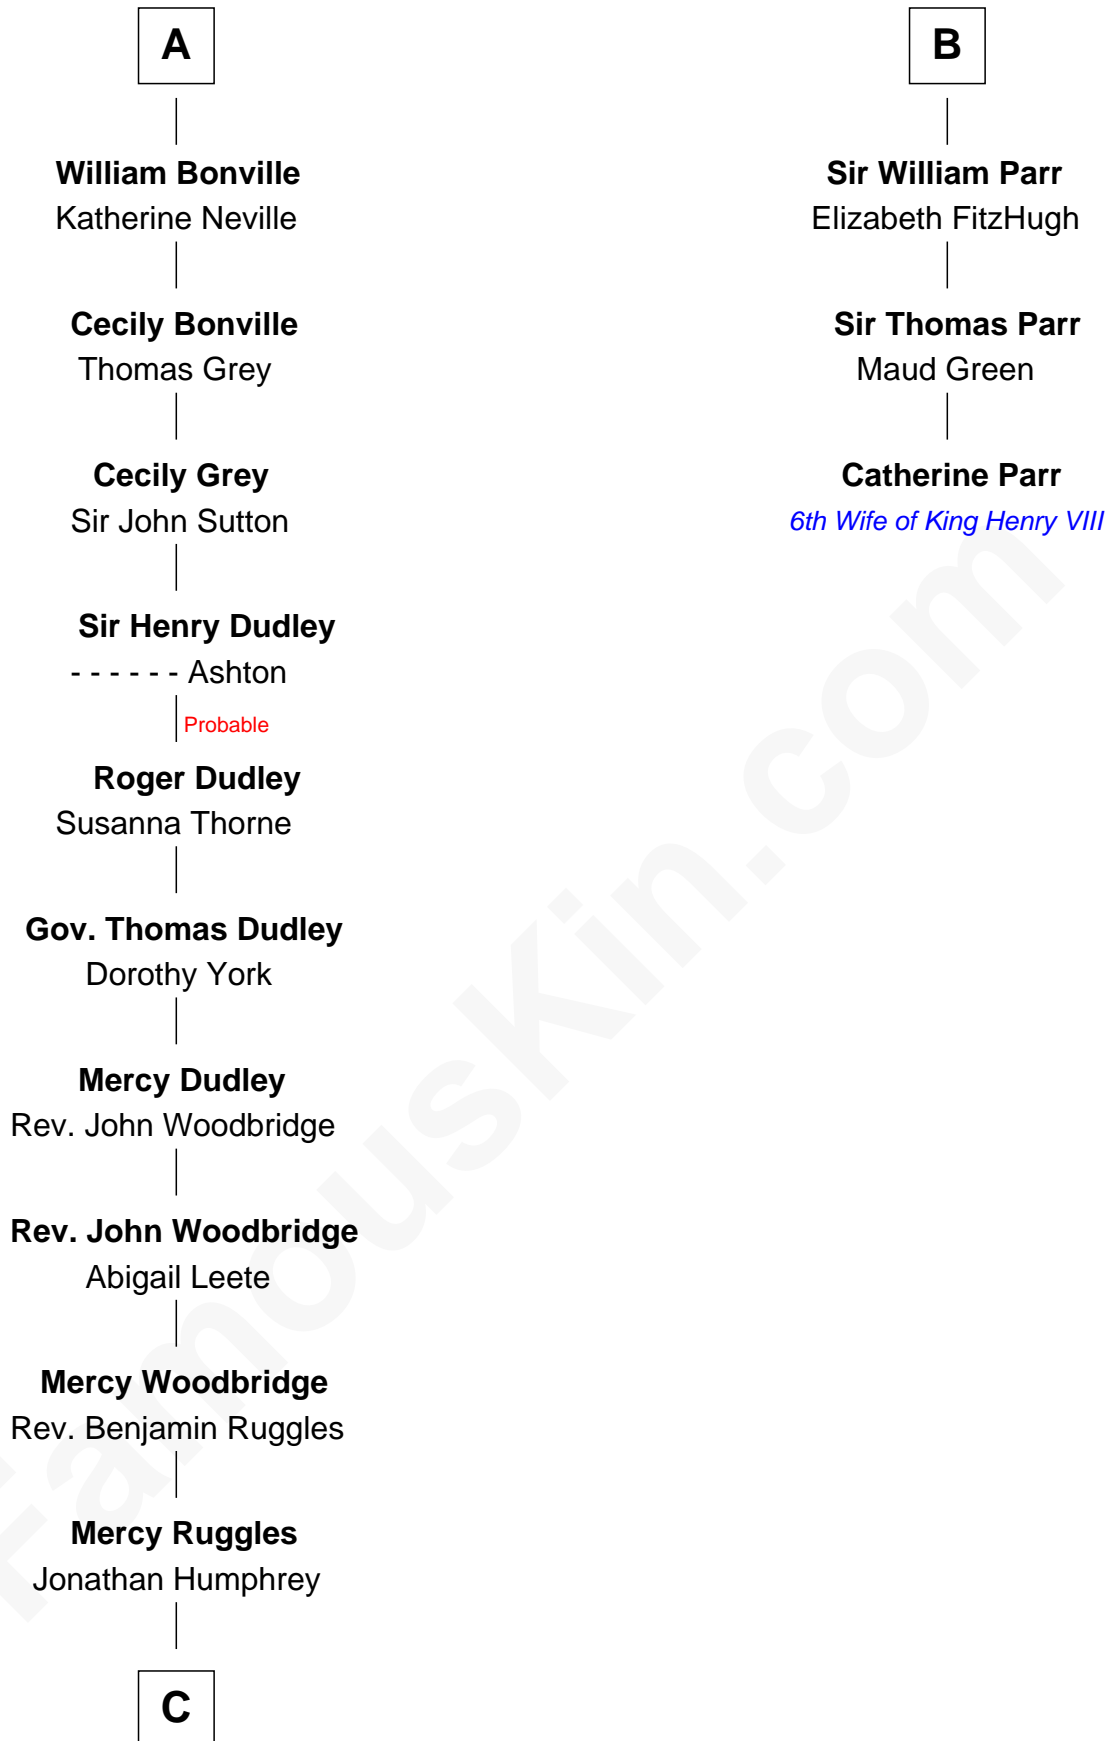 A
William Bonville
Katherine Neville
Cecily Bonville
Thomas Grey
Cecily Grey
Sir John Sutton
Sir Henry Dudley
- - - - - - Ashton
Probable
Roger Dudley
Susanna Thorne
Gov. Thomas Dudley
Dorothy York
Mercy Dudley
Rev. John Woodbridge
Rev. John Woodbridge
Abigail Leete
Mercy Woodbridge
Rev. Benjamin Ruggles
Mercy Ruggles
Jonathan Humphrey
C
B
Sir William Parr
Elizabeth FitzHugh
Sir Thomas Parr
Maud Green
Catherine Parr
6th Wife of King Henry VIII
FamousKin.com